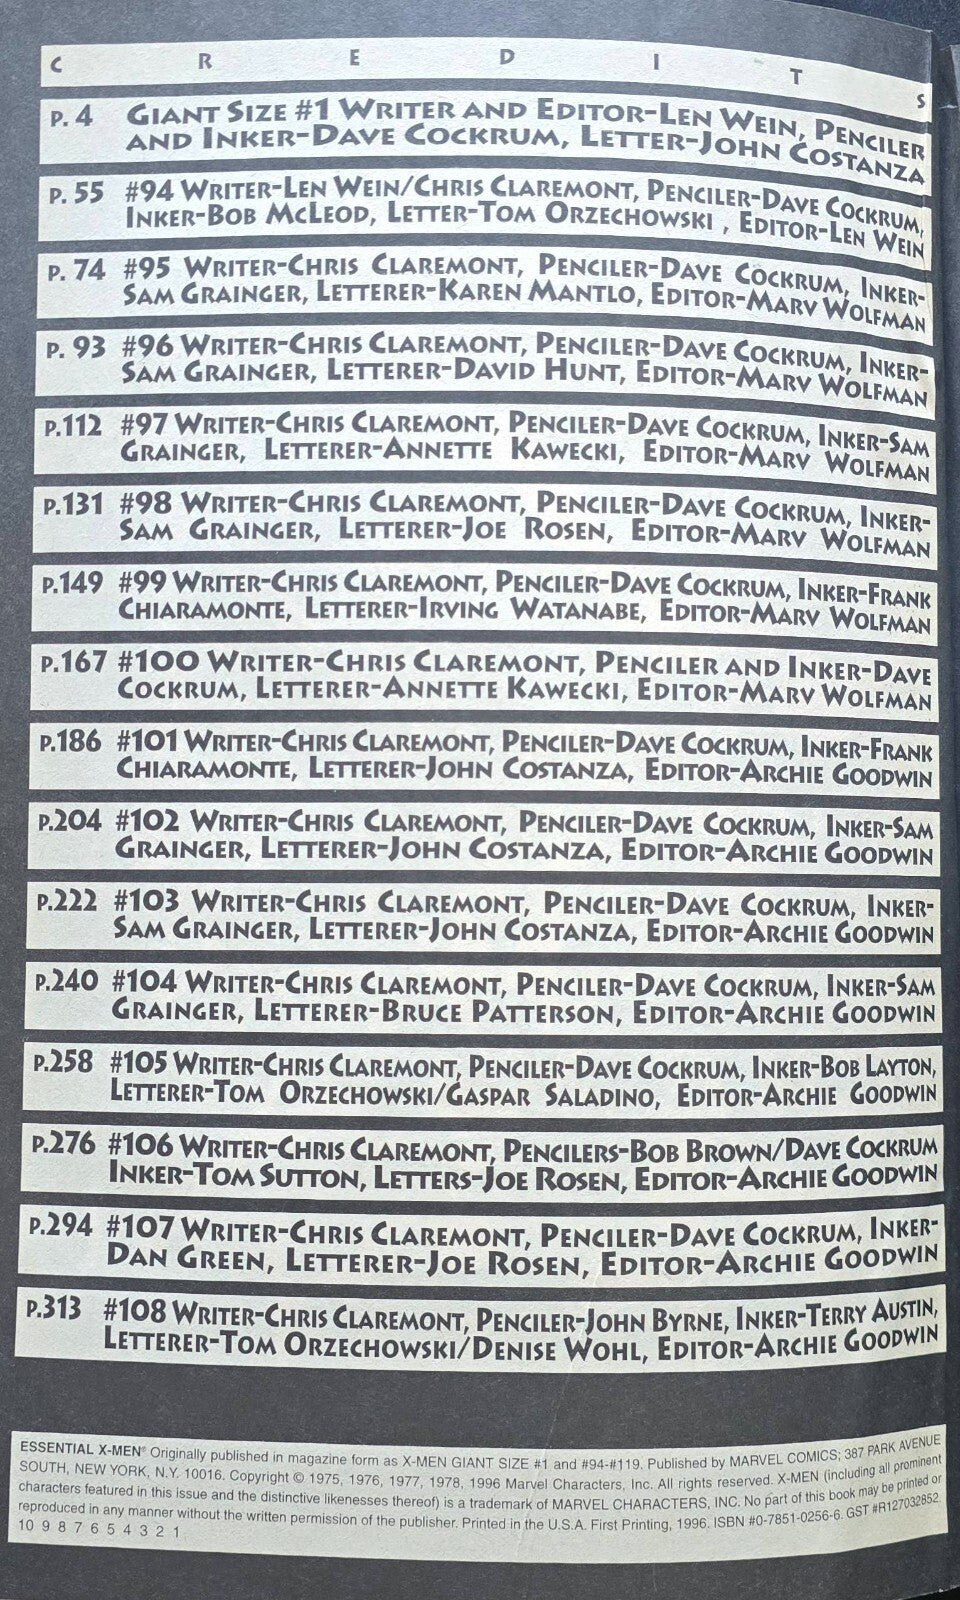 CREDITS
P. 4 GIANT SIZE #1 WRITER AND EDITOR-LEN WEIN, PENCILER
AND INKER-DAVE COCKRUM, LETTER-JOHN COSTANZA
P. 55 #94 WRITER-LEN WEIN/CHRIS CLAREMONT, PENCILER-DAVE COCKRUM,
INKER-BOB MCLEOD, LETTER-TOM ORZECHOWSKI , EDITOR-LEN WEIN
P. 74 #95 WRITER-CHRIS CLAREMONT, PENCILER-DAVE COCKRUM, INKER-
SAM GRAINGER, LETTERER-KAREN MANTLO, EDITOR-MARV WOLFMAN
P. 93 #96 WRITER-CHRIS CLAREMONT, PENCILER-DAVE COCKRUM, INKER-
SAM GRAINGER, LETTERER-DAVID HUNT, EDITOR-MARV WOLFMAN
P.112 #97 WRITER-CHRIS CLAREMONT, PENCILER-DAVE COCKRUM, INKER-SAM
GRAINGER, LETTERER-ANNETTE KAWECKI, EDITOR-MARV WOLFMAN
P.131 #98 WRITER-CHRIS CLAREMONT, PENCILER-DAVE COCKRUM, INKER-
SAM GRAINGER, LETTERER-JOE ROSEN, EDITOR-MARV WOLFMAN
P.149 #99 WRITER-CHRIS CLAREMONT, PENCILER-DAVE COCKRUM, INKER-FRANK
CHIARAMONTE, LETTERER-IRVING WATANABE, EDITOR-MARV WOLFMAN
P.167 #100 WRITER-CHRIS CLAREMONT, PENCILER AND INKER-DAVE
COCKRUM, LETTERER-ANNETTE KAWECKI, EDITOR-MARV WOLFMAN
P.186 #101 WRITER-CHRIS CLAREMONT, PENCILER-DAVE COCKRUM, INKER-FRANK
CHIARAMONTE, LETTERER-JOHN COSTANZA, EDITOR-ARCHIE GOODWIN
P.204 #102 WRITER-CHRIS CLAREMONT, PENCILER-DAVE COCKRUM, INKER-SAM
GRAINGER, LETTERER-JOHN COSTANZA, EDITOR-ARCHIE GOODWIN
P.222 #103 WRITER-CHRIS CLAREMONT, PENCILER-DAVE COCKRUM, INKER-
SAM GRAINGER, LETTERER-JOHN COSTANZA, EDITOR-ARCHIE GOODWIN
P.240 #104 WRITER-CHRIS CLAREMONT, PENCILER-DAVE COCKRUM, INKER-SAM
GRAINGER, LETTERER-BRUCE PATTERSON, EDITOR-ARCHIE GOODWIN
P.258 #105 WRITER-CHRIS CLAREMONT, PENCILER-DAVE COCKRUM, INKER-BOB LAYTON,
LETTERER-TOM ORZECHOWSKI/GASPAR SALADINO, EDITOR-ARCHIE GOODWIN
P.276 #106 WRITER-CHRIS CLAREMONT, PENCILERS-BOB BROWN/DAVE COCKRUM
INKER-TOM SUTTON, LETTERS-JOE ROSEN, EDITOR-ARCHIE GOODWIN
P.294 #107 WRITER-CHRIS CLAREMONT, PENCILER-DAVE COCKRUM, INKER-
DAN GREEN, LETTERER-JOE ROSEN, EDITOR-ARCHIE GOODWIN
P.313 #108 WRITER-CHRIS CLAREMONT, PENCILER-JOHN BYRNE, INKER-TERRY AUSTIN,
LETTERER-TOM ORZECHOWSKI/DENISE WOHL, EDITOR-ARCHIE GOODWIN
ESSENTIAL X-MEN® Originally published in magazine form as X-MEN GIANT SIZE #1 and #94-#119. Published by MARVEL COMICS; 387 PARK AVENUE
SOUTH, NEW YORK, N.Y. 10016. Copyright © 1975, 1976, 1977, 1978, 1996 Marvel Characters, Inc. All rights reserved. X-MEN (including all prominent
characters featured in this issue and the distinctive likenesses thereof) is a trademark of MARVEL CHARACTERS, INC. No part of this book may be printed or
reproduced in any manner without the written permission of the publisher. Printed in the U.S.A. First Printing, 1996. ISBN #0-7851-0256-6. GST #R127032852.
10 9 8 7 6 5 4 3 2 1